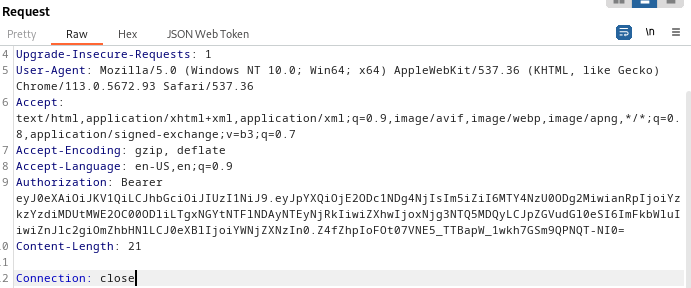 Request
Pretty Raw Hex JSON Web Token \n
4 Upgrade-Insecure-Requests: 1
5 User-Agent: Mozilla/5.0 (Windows NT 10.0; Win64; x64) AppleWebKit/537.36 (KHTML, like Gecko)
Chrome/113.0.5672.93 Safari/537.36
6 Accept:
text/html,application/xhtml+xml,application/xml;q=0.9,image/avif,image/webp,image/apng,*/*;q=0.
8,application/signed-exchange;v=b3;q=0.7
7 Accept-Encoding: gzip, deflate
8 Accept-Language: en-US,en;q=0.9
9 Authorization: Bearer
eyJ0eXAiOiJKV1QiLCJhbGciOiJIUzI1NiJ9.eyJpYXQiOjE2ODc1NDg4NjIsIm5iZiI6MTY4NzU0ODg2MiwianRpIjoiYz
kzYzdiMDUtMWE2OC00ODliLTgxNGYtNTFlNDAyNTEyNjRkIiwiZXhwIjoxNjg3NTQ5MDQyLCJpZGVudGl0eSI6ImFkbWluI
iwiZnJlc2giOmZhbHNlLCJ0eXBlIjoiYWNjZXNzIn0.Z4fZhpIoFOt07VNE5_TTBapW_1wkh7GSm9QPNQT-NI0=
0 Content-Length: 21
1
2 Connection: close